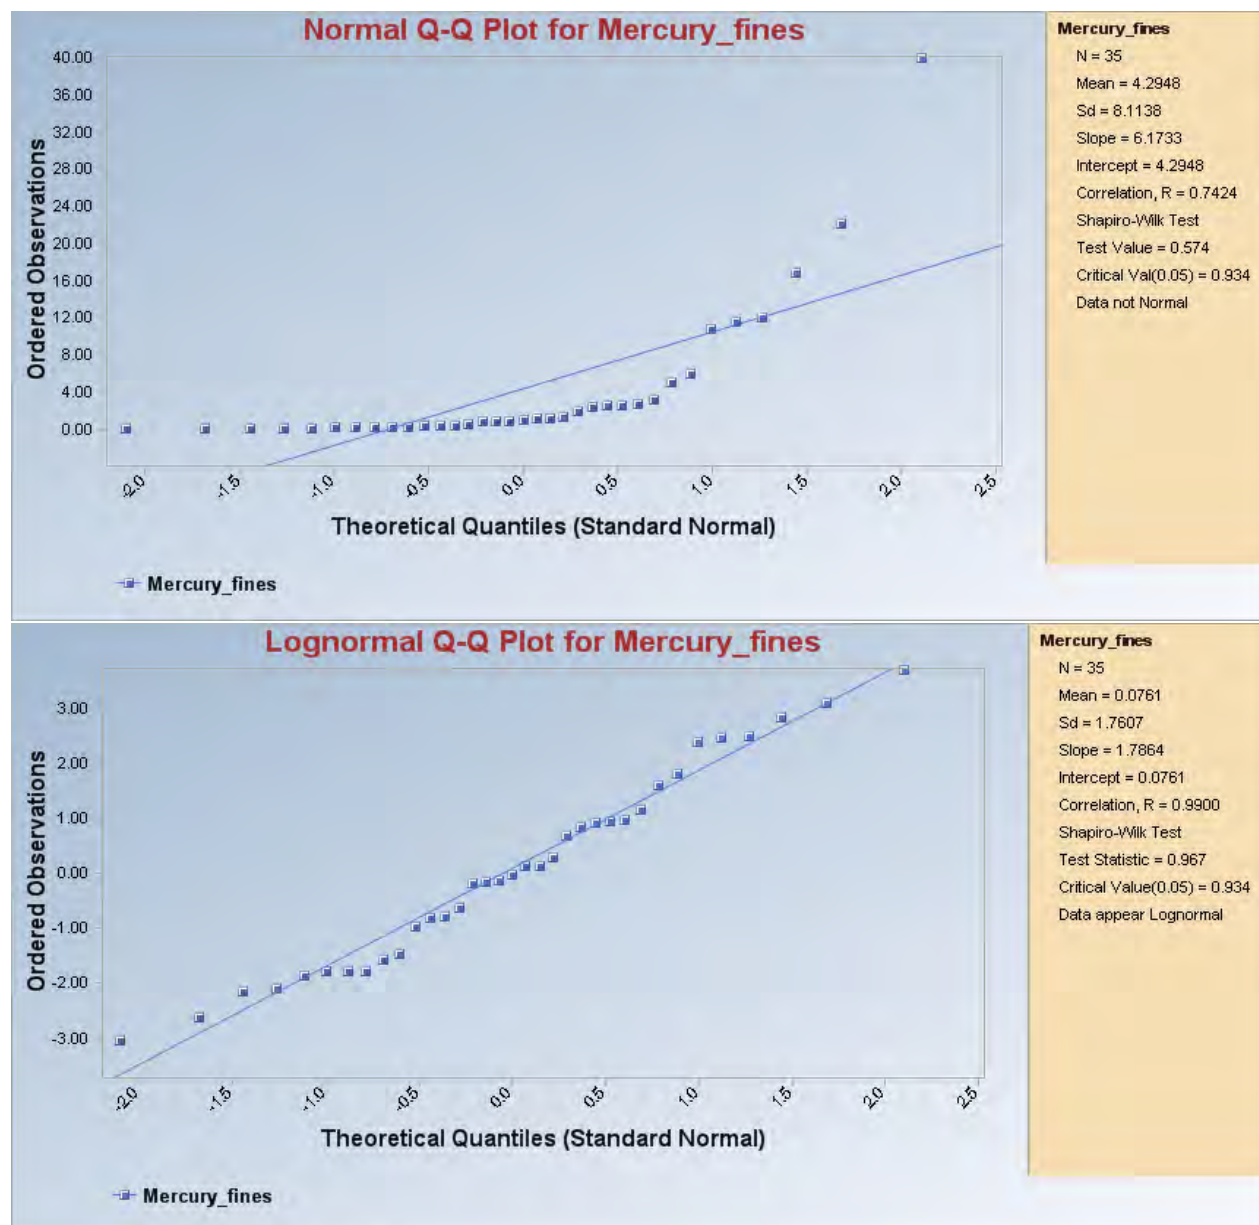 Normal Q-Q Plot for Mercury_fines
Ordered Observations
40.00
36.00
32.00
28.00
24.00
20.00
16.00
12.00
8.00
4.00
0.00
-2.0 -1.5 -1.0 -0.5 0.0 0.5 1.0 1.5 2.0 2.5
Theoretical Quantiles (Standard Normal)
Mercury_fines
Mercury_fines
N = 35
Mean = 4.2948
Sd = 8.1138
Slope = 6.1733
Intercept = 4.2948
Correlation, R = 0.7424
Shapiro-Wilk Test
Test Value = 0.574
Critical Val(0.05) = 0.934
Data not Normal
Lognormal Q-Q Plot for Mercury_fines
Ordered Observations
3.00
2.00
1.00
0.00
-1.00
-2.00
-3.00
-2.0 -1.5 -1.0 -0.5 0.0 0.5 1.0 1.5 2.0 2.5
Theoretical Quantiles (Standard Normal)
Mercury_fines
Mercury_fines
N = 35
Mean = 0.0761
Sd = 1.7607
Slope = 1.7864
Intercept = 0.0761
Correlation, R = 0.9900
Shapiro-Wilk Test
Test Statistic = 0.967
Critical Value(0.05) = 0.934
Data appear Lognormal